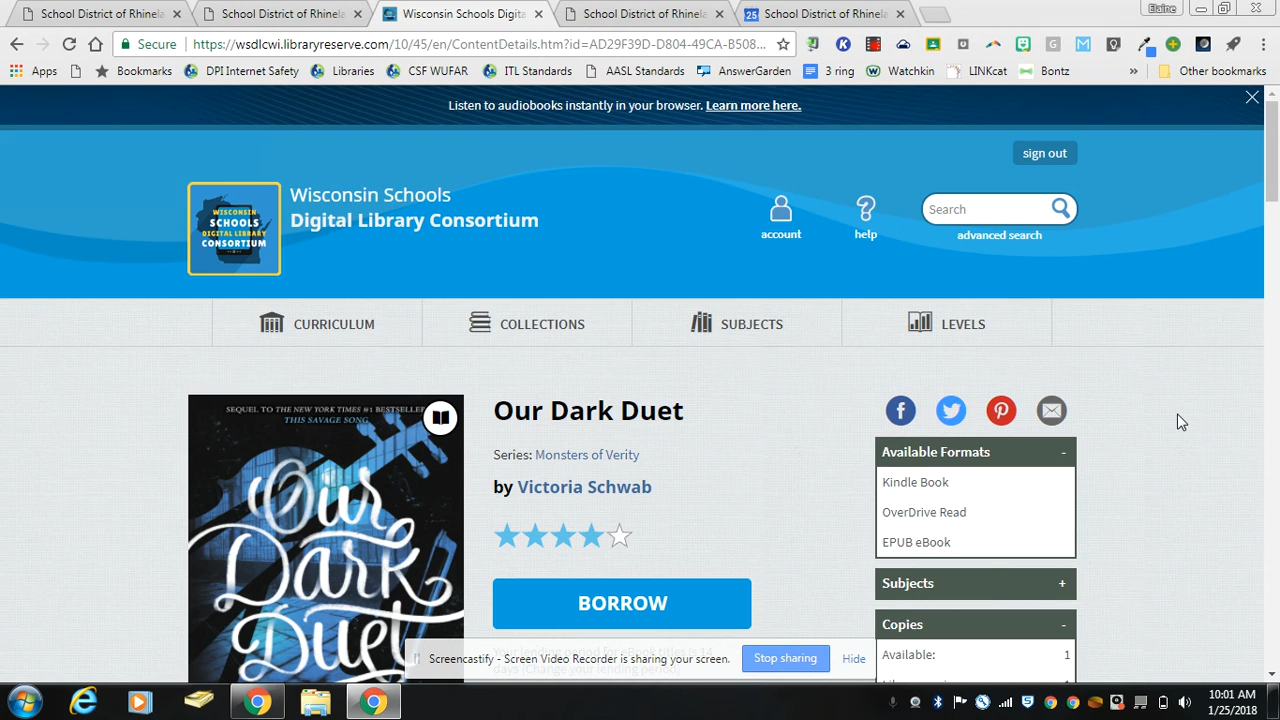 Elaine
School District of Rhinela
School District of Rhinela
Wisconsin Schools Digita
School District of Rhinela
25 School District of Rhinela
Secure https://wsdlcwi.libraryreserve.com/10/45/en/ContentDetails.htm?id=AD29F39D-D804-49CA-B508...
Apps Bookmarks DPI Internet Safety Libraries CSF WUFAR ITL Standards AASL Standards AnswerGarden 3 ring Watchkin LINKcat Bontz » Other bookmarks
Listen to audiobooks instantly in your browser. Learn more here.
sign out
WISCONSIN
SCHOOLS
DIGITAL LIBRARY
CONSORTIUM
Wisconsin Schools
Digital Library Consortium
account
help
Search
advanced search
CURRICULUM
COLLECTIONS
SUBJECTS
LEVELS
SEQUEL TO THE NEW YORK TIMES #1 BESTSELLER
THIS SAVAGE SONG
Our
Dark
Duet
Our Dark Duet
Series: Monsters of Verity
by Victoria Schwab
BORROW
Available Formats -
Kindle Book
OverDrive Read
EPUB eBook
Subjects +
Copies -
Available: 1
Screencastify - Screen Video Recorder is sharing your screen.
Stop sharing
Hide
10:01 AM
1/25/2018